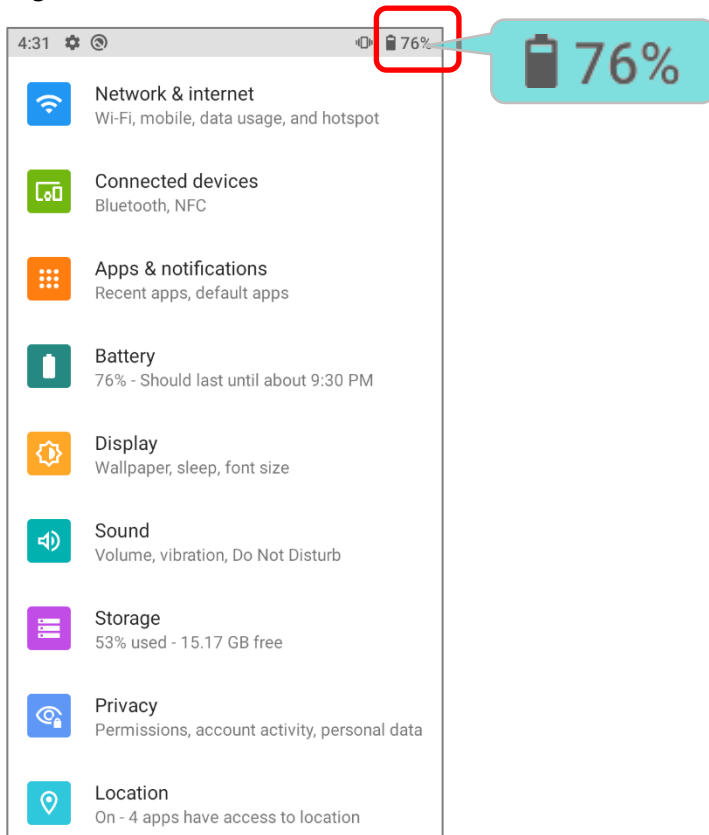 4:31 76%
76%
Network & internet
Wi-Fi, mobile, data usage, and hotspot
Connected devices
Bluetooth, NFC
Apps & notifications
Recent apps, default apps
Battery
76% - Should last until about 9:30 PM
Display
Wallpaper, sleep, font size
Sound
Volume, vibration, Do Not Disturb
Storage
53% used - 15.17 GB free
Privacy
Permissions, account activity, personal data
Location
On - 4 apps have access to location